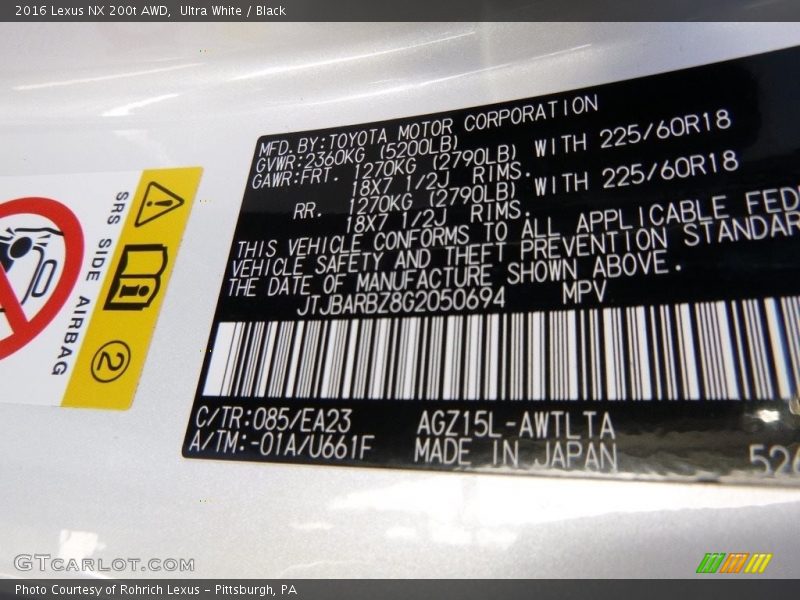 2016 Lexus NX 200t AWD,  Ultra White / Black
MFD. BY:TOYOTA MOTOR CORPORATION
GVWR:2360KG (5200LB)
GAWR:FRT. 1270KG (2790LB) WITH 225/60R18
18X7 1/2J RIMS.
RR. 1270KG (2790LB) WITH 225/60R18
18X7 1/2J RIMS.
THIS VEHICLE CONFORMS TO ALL APPLICABLE FED
VEHICLE SAFETY AND THEFT PREVENTION STANDAR
THE DATE OF MANUFACTURE SHOWN ABOVE.
JTJBARBZ8G2050694 MPV
C/TR:085/EA23 AGZ15L-AWTLTA
A/TM:-01A/U661F MADE IN JAPAN
526
SRS SIDE AIRBAG
2
GTCARLOT.COM
Photo Courtesy of Rohrich Lexus - Pittsburgh, PA